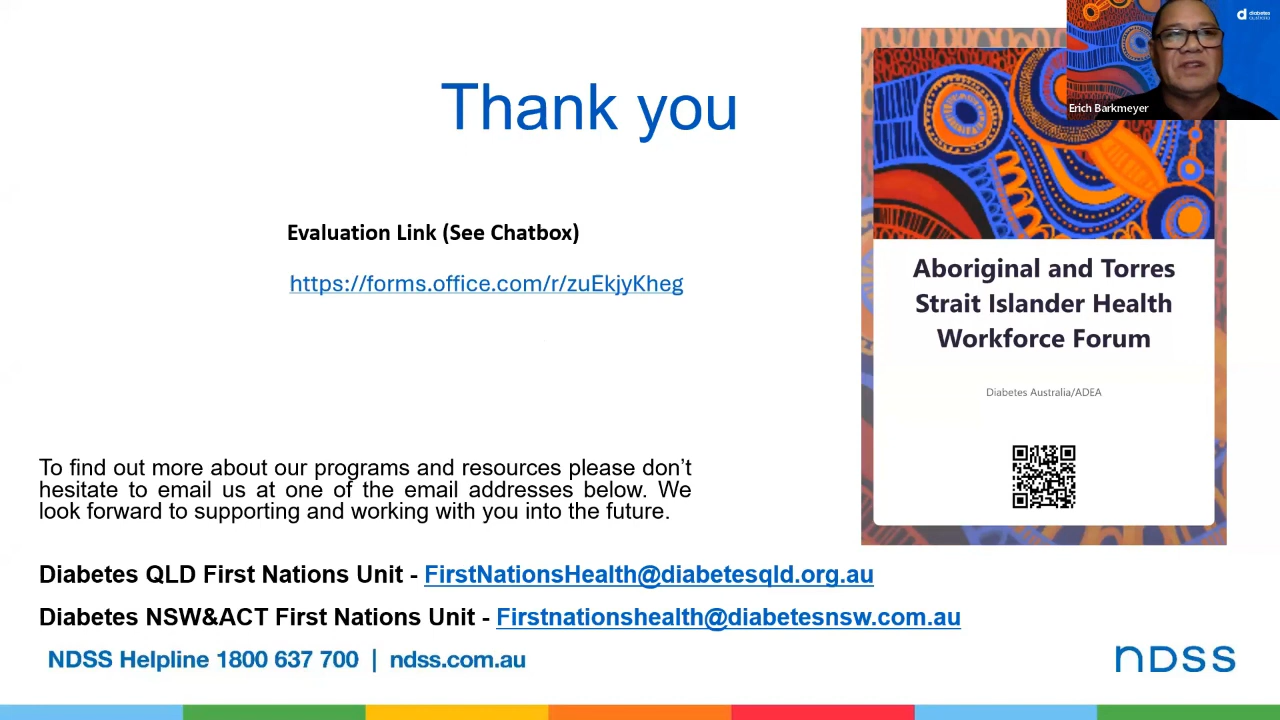 Thank you
Evaluation Link (See Chatbox)
https://forms.office.com/r/zuEkjyKheg
To find out more about our programs and resources please don't
hesitate to email us at one of the email addresses below. We
look forward to supporting and working with you into the future.
Diabetes QLD First Nations Unit - FirstNationsHealth@diabetesqld.org.au
Diabetes NSW&ACT First Nations Unit - Firstnationshealth@diabetesnsw.com.au
NDSS Helpline 1800 637 700 | ndss.com.au
diabetes
australia
Erich Barkmeyer
Aboriginal and Torres
Strait Islander Health
Workforce Forum
Diabetes Australia/ADEA
ndss